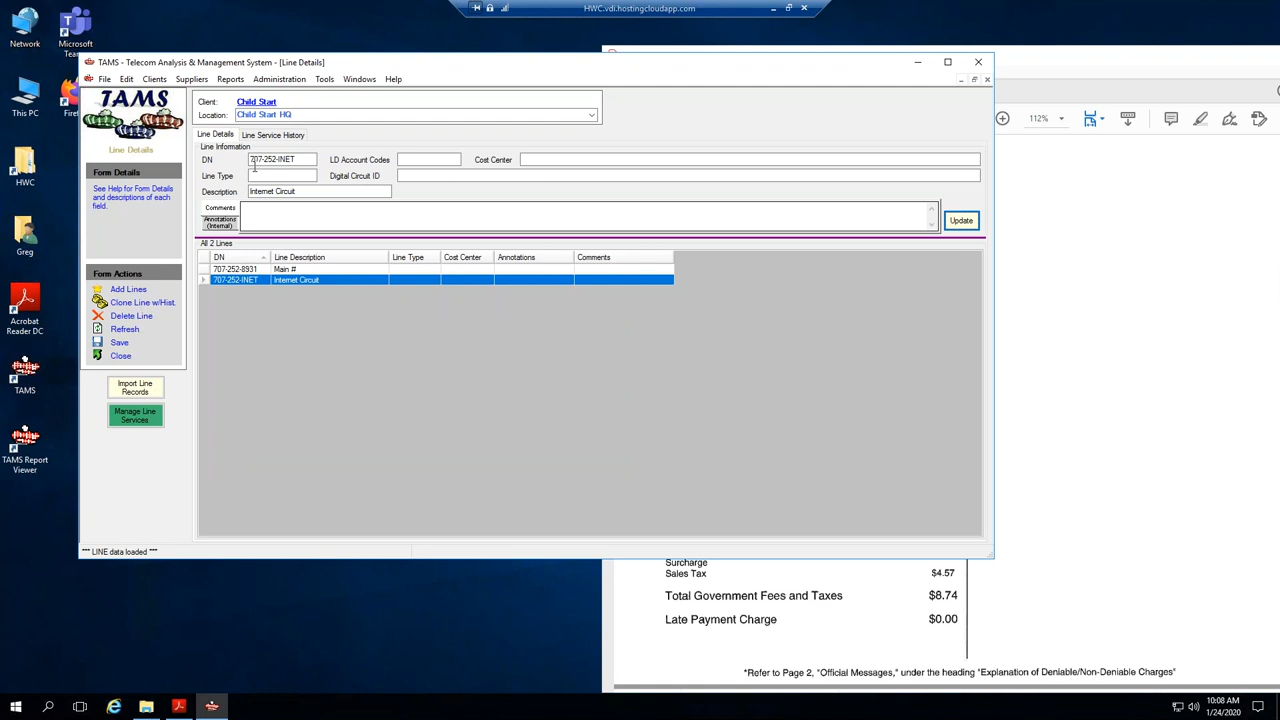 HWC.vdi.hostingcloudapp.com
Network
Microsoft
Team
This PC
Firef
HWC
Greg
Acrobat
Reader DC
TAMS
TAMS Report
Viewer
TAMS - Telecom Analysis & Management System - [Line Details]
File Edit Clients Suppliers Reports Administration Tools Windows Help
TAMS
Line Details
Form Details
See Help for Form Details
and descriptions of each
field.
Form Actions
Add Lines
Clone Line w/Hist.
Delete Line
Refresh
Save
Close
Import Line
Records
Manage Line
Services
Client: Child Start
Location: Child Start HQ
Line Details Line Service History
Line Information
DN 707-252-INET LD Account Codes Cost Center
Line Type Digital Circuit ID
Description Internet Circuit
Comments
Annotations
(Internal)
Update
All 2 Lines
DN Line Description Line Type Cost Center Annotations Comments
707-252-8931 Main #
707-252-INET Internet Circuit
*** LINE data loaded ***
112%
Surcharge
Sales Tax $4.57
Total Government Fees and Taxes $8.74
Late Payment Charge $0.00
*Refer to Page 2, "Official Messages," under the heading "Explanation of Deniable/Non-Deniable Charges"
10:08 AM
1/24/2020